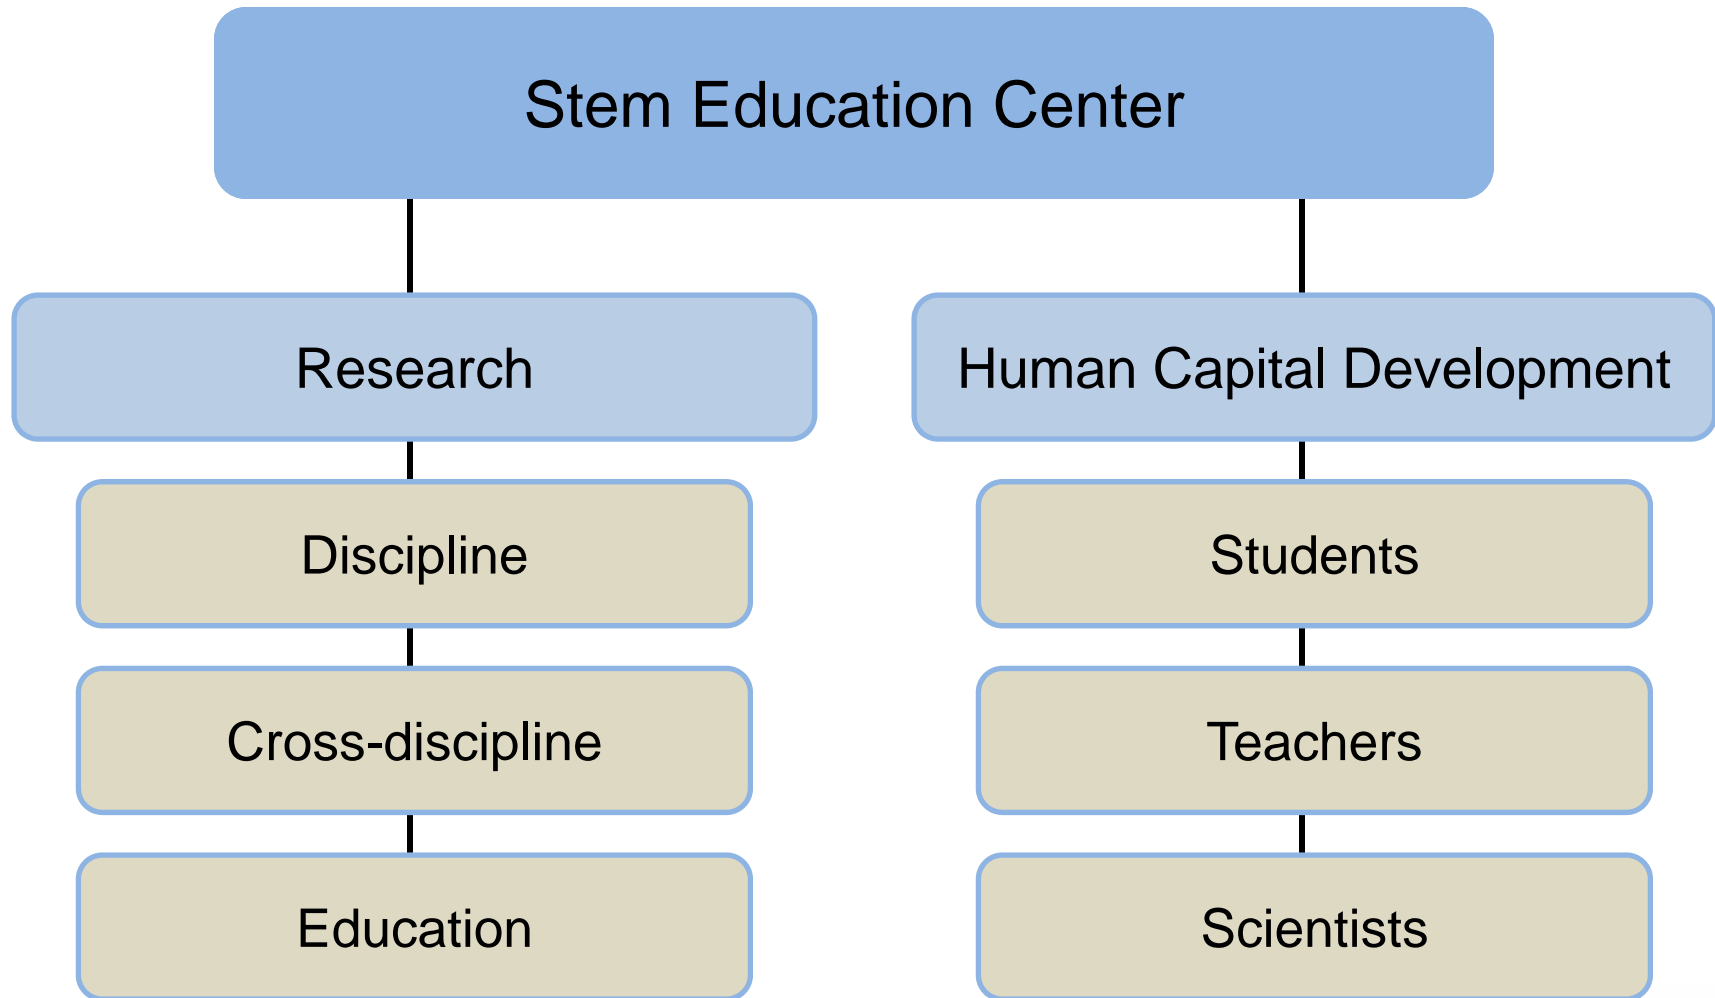 Stem Education Center
Research
Human Capital Development
Discipline
Students
Cross-discipline
Teachers
Education
Scientists